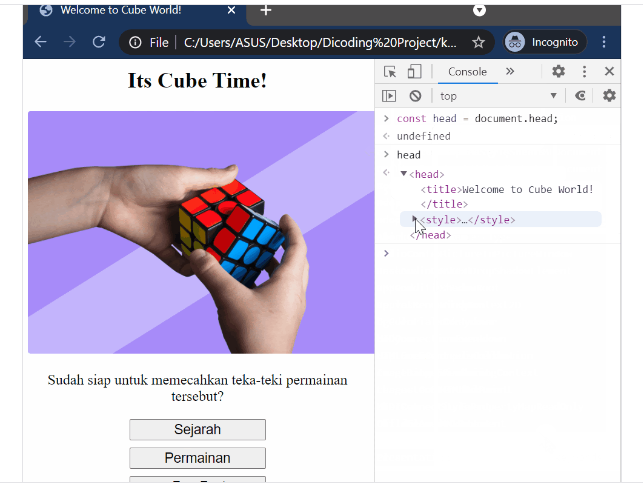 Welcome to Cube World!
File | C:/Users/ASUS/Desktop/Dicoding%20Project/k...
Incognito
Its Cube Time!
Sudah siap untuk memecahkan teka-teki permainan
tersebut?
Sejarah
Permainan
Console
top
const head = document.head;
undefined
head
<head>
<title>Welcome to Cube World!
</title>
<style>…</style>
</head>